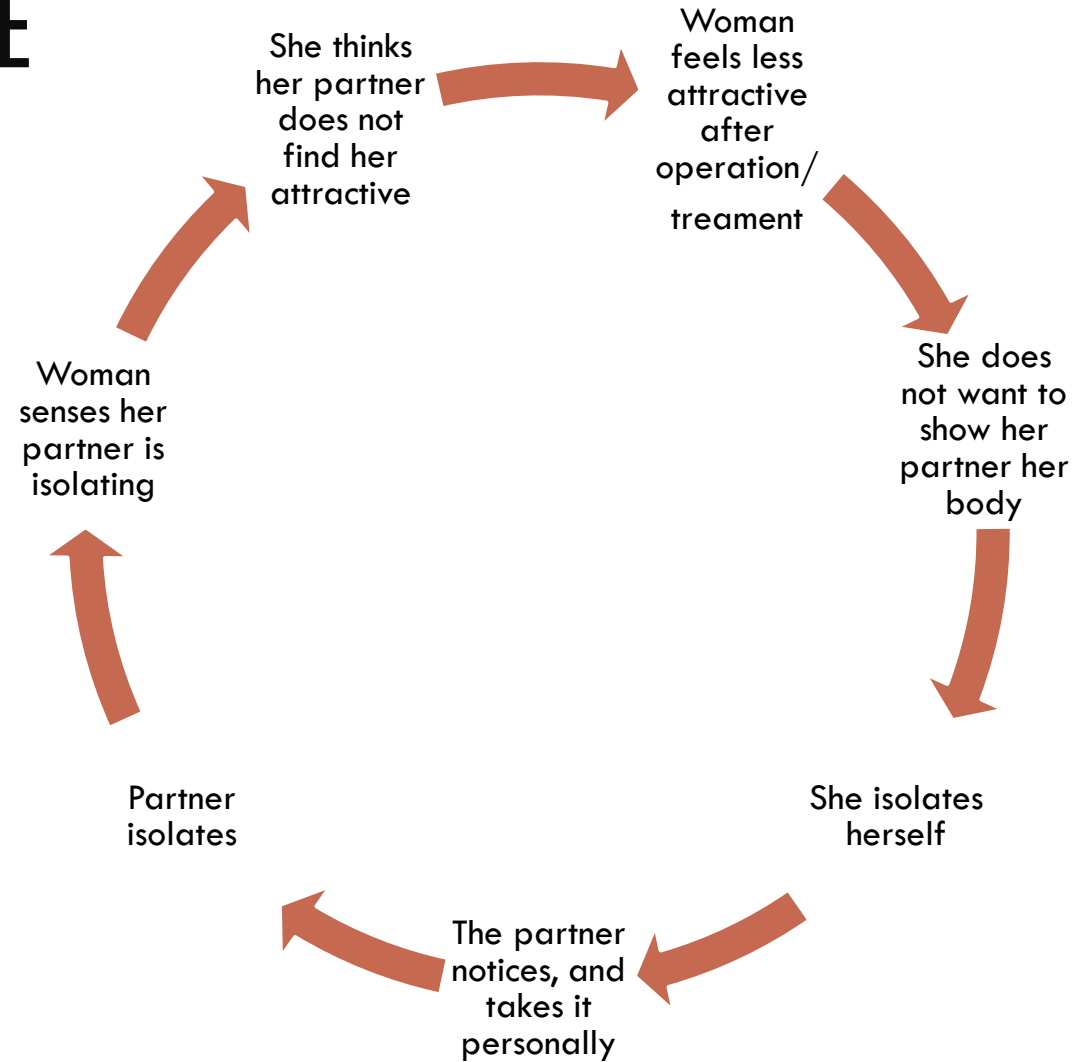 Woman
feels less
attractive
after
operation/
treament
She does
not want to
show her
partner her
body
She isolates
herself
The partner
notices, and
takes it
personally
Partner
isolates
Woman
senses her
partner is
isolating
She thinks
her partner
does not
find her
attractive